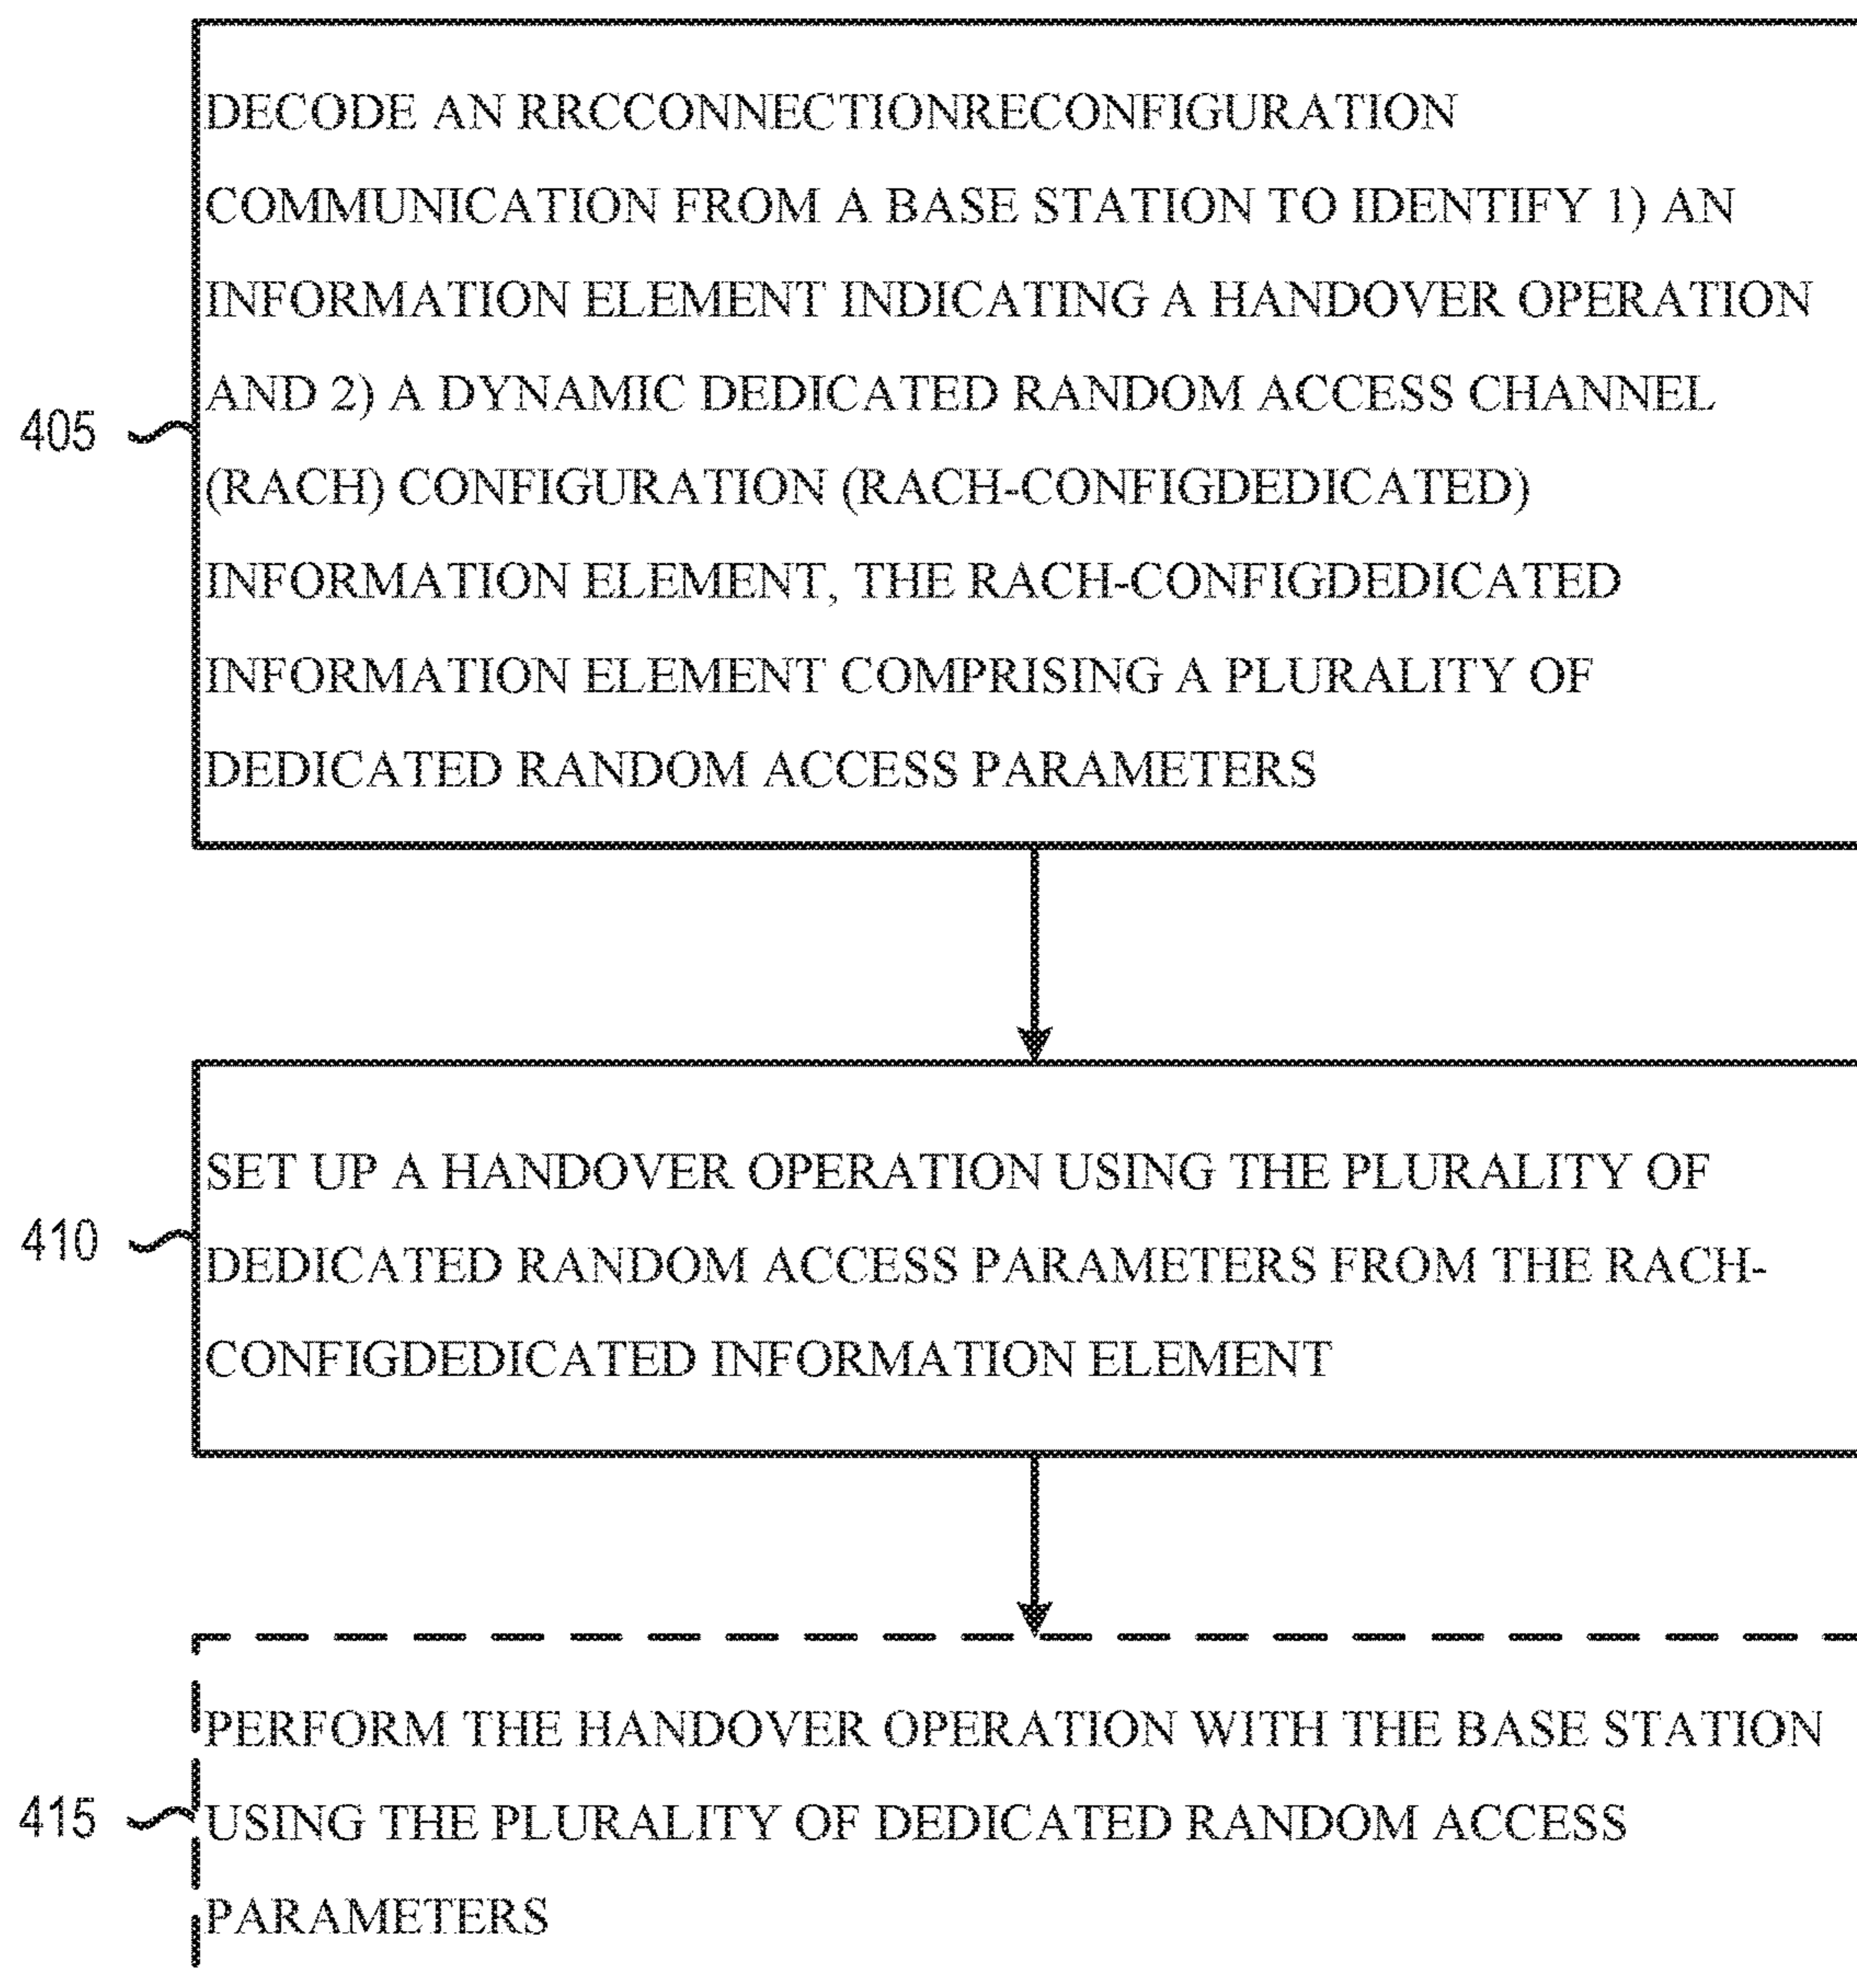 DECODE AN RRCCONNECTIONRECONFIGURATION
COMMUNICATION FROM A BASE STATION TO IDENTIFY 1) AN
INFORMATION ELEMENT INDICATING A HANDOVER OPERATION
AND 2) A DYNAMIC DEDICATED RANDOM ACCESS CHANNEL
405
(RACH) CONFIGURATION (RACH-CONFIGDEDICATED)
INFORMATION ELEMENT, THE RACH-CONFIGDEDICATED
INFORMATION ELEMENT COMPRISING A PLURALITY OF
DEDICATED RANDOM ACCESS PARAMETERS
SET UP A HANDOVER OPERATION USING THE PLURALITY OF
410
DEDICATED RANDOM ACCESS PARAMETERS FROM THE RACH-
CONFIGDEDICATED INFORMATION ELEMENT
PERFORM THE HANDOVER OPERATION WITH THE BASE STATION
415
USING THE PLURALITY OF DEDICATED RANDOM ACCESS
PARAMETERS